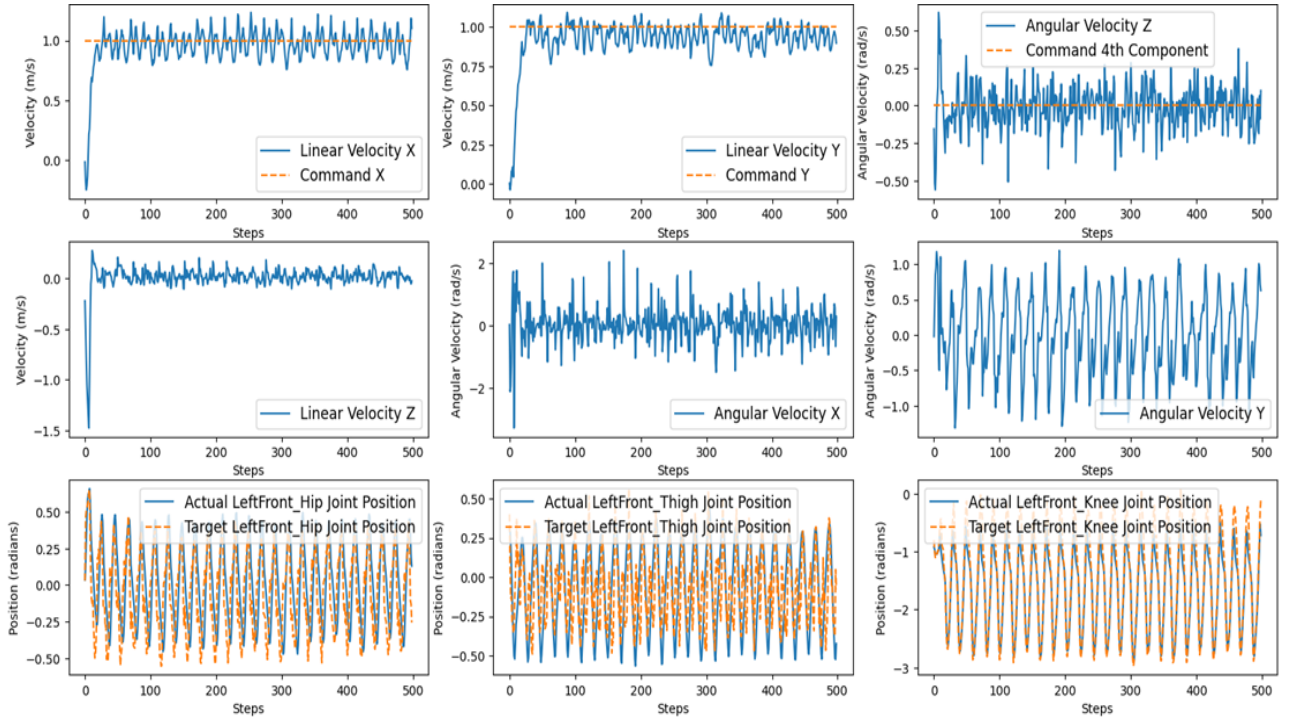 Velocity (m/s)
1.0
0.5
0.0
Linear Velocity X
Command X
0 100 200 300 400 500
Steps
Velocity (m/s)
1.00
0.75
0.50
0.25
0.00
Linear Velocity Y
Command Y
0 100 200 300 400 500
Steps
Angular Velocity (rad/s)
0.50
0.25
0.00
−0.25
−0.50
Angular Velocity Z
Command 4th Component
0 100 200 300 400 500
Steps
Velocity (m/s)
0.0
−0.5
−1.0
−1.5
Linear Velocity Z
0 100 200 300 400 500
Steps
Angular Velocity (rad/s)
2
0
−2
Angular Velocity X
0 100 200 300 400 500
Steps
Angular Velocity (rad/s)
1.0
0.5
0.0
−0.5
−1.0
Angular Velocity Y
0 100 200 300 400 500
Steps
Position (radians)
0.50
0.25
0.00
−0.25
−0.50
Actual LeftFront_Hip Joint Position
Target LeftFront_Hip Joint Position
0 100 200 300 400 500
Steps
Position (radians)
0.50
0.25
0.00
−0.25
−0.50
Actual LeftFront_Thigh Joint Position
Target LeftFront_Thigh Joint Position
0 100 200 300 400 500
Steps
Position (radians)
0
−1
−2
−3
Actual LeftFront_Knee Joint Position
Target LeftFront_Knee Joint Position
0 100 200 300 400 500
Steps